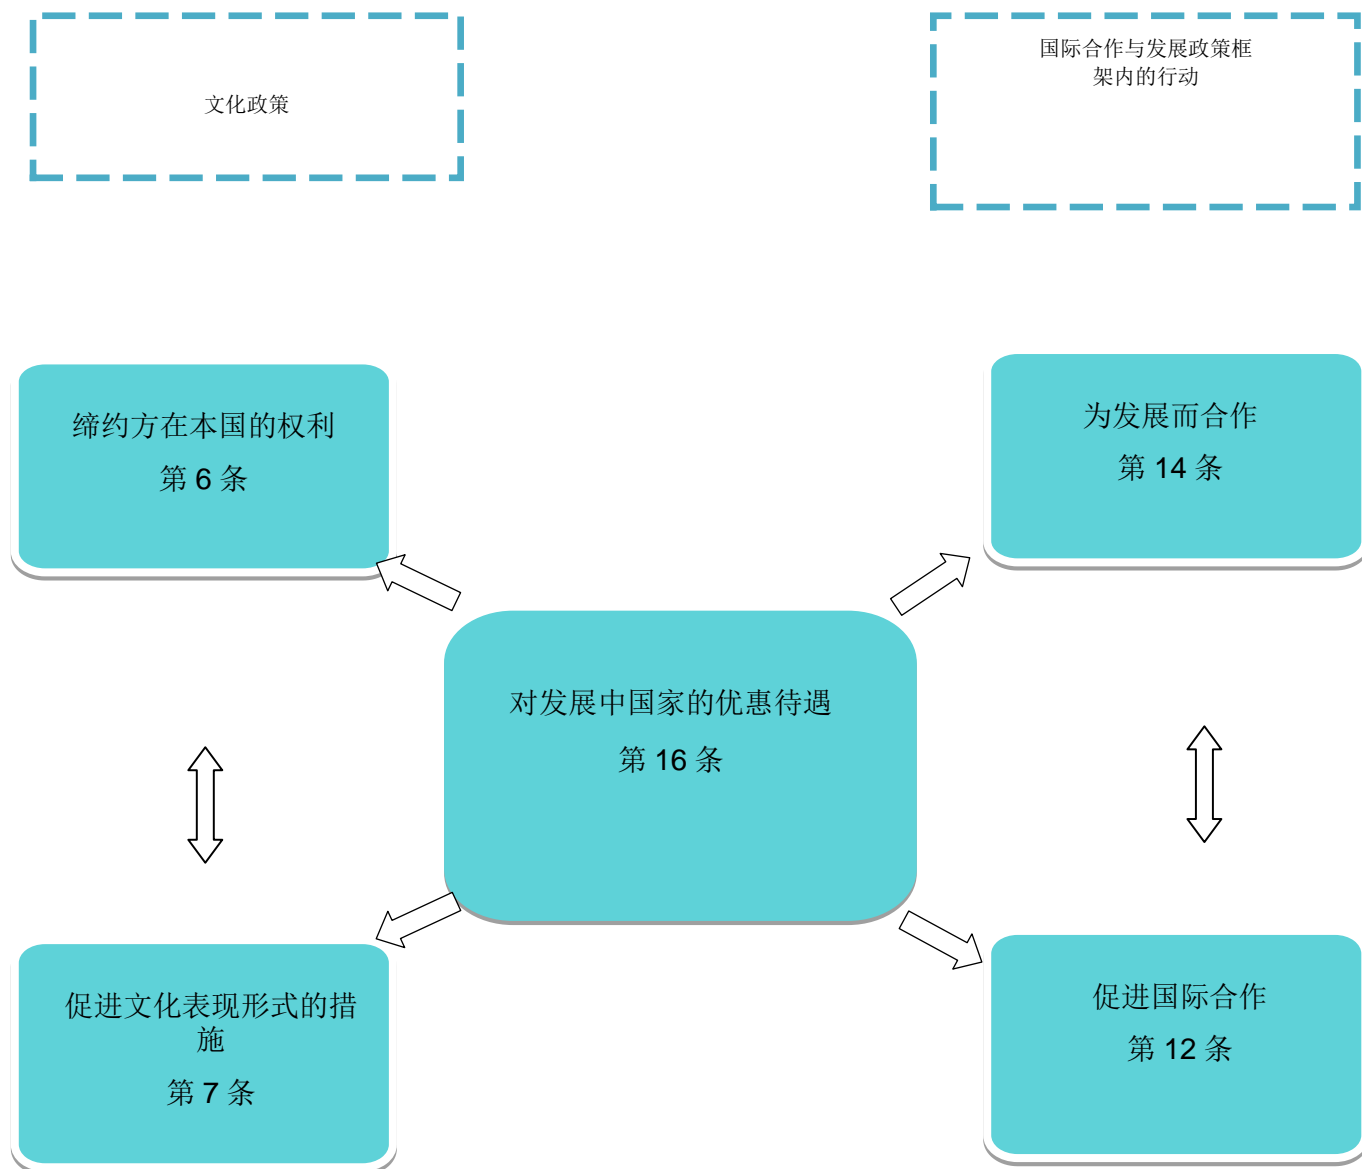 文化政策
国际合作与发展政策框
架内的行动
缔约方在本国的权利
第 6 条
为发展而合作
第 14 条
对发展中国家的优惠待遇
第 16 条
促进文化表现形式的措
施
第 7 条
促进国际合作
第 12 条